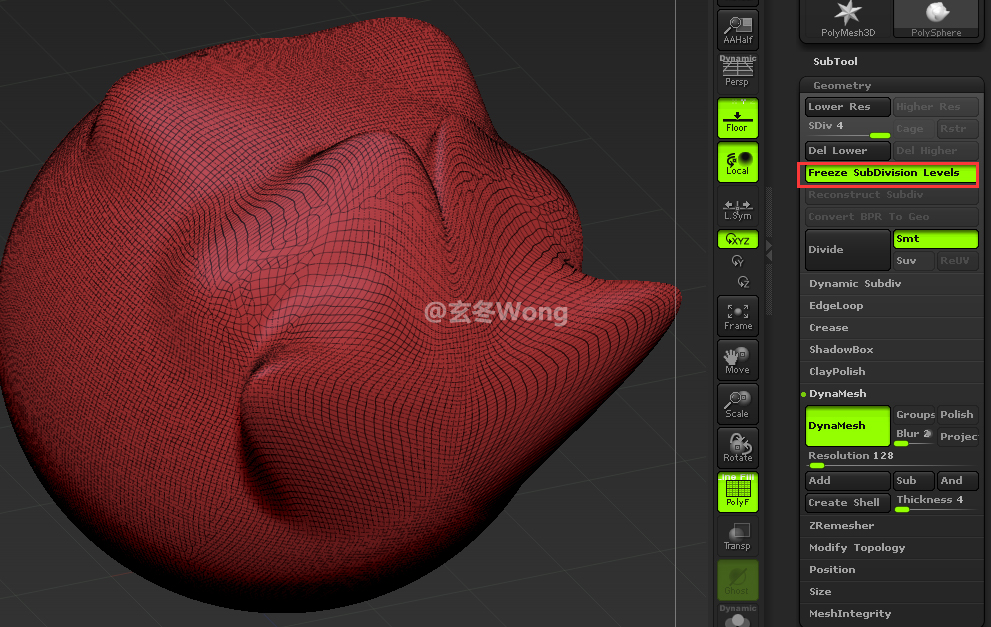 PolyMesh3D PolySphere
AAHalf
SubTool
Dynamic
Persp
Geometry
Lower Res Higher Res
SDiv 4 Cage Rstr
Floor
Del Lower Del Higher
Local
Freeze SubDivision Levels
Reconstruct Subdiv
L.Sym
Convert BPR To Geo
XYZ
Divide Smt
Suv ReUV
Y
Z
Dynamic Subdiv
@玄冬Wong
EdgeLoop
Frame
Crease
ShadowBox
Move
ClayPolish
DynaMesh
DynaMesh Groups Polish
Blur 2 Projec
Scale
Resolution 128
Rotate
Add Sub And
Create Shell Thickness 4
Line Fill
PolyF
ZRemesher
Transp
Modify Topology
Position
Ghost
Size
Dynamic
MeshIntegrity